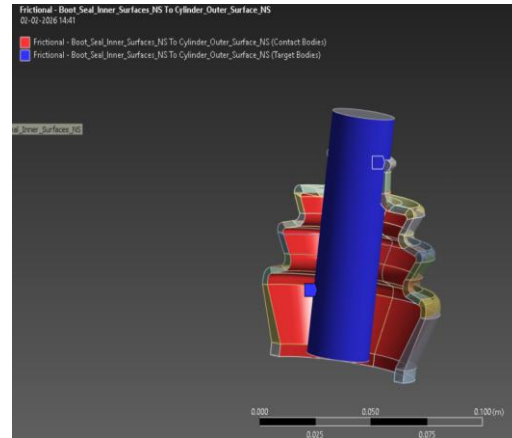 Frictional - Boot_Seal_Inner_Surfaces_NS To Cylinder_Outer_Surface_NS
02-02-2026 14:41
Frictional - Boot_Seal_Inner_Surfaces_NS To Cylinder_Outer_Surface_NS (Contact Bodies)
Frictional - Boot_Seal_Inner_Surfaces_NS To Cylinder_Outer_Surface_NS (Target Bodies)
al_Inner_Surfaces_NS
0.000 0.050 0.100 (m)
0.025 0.075